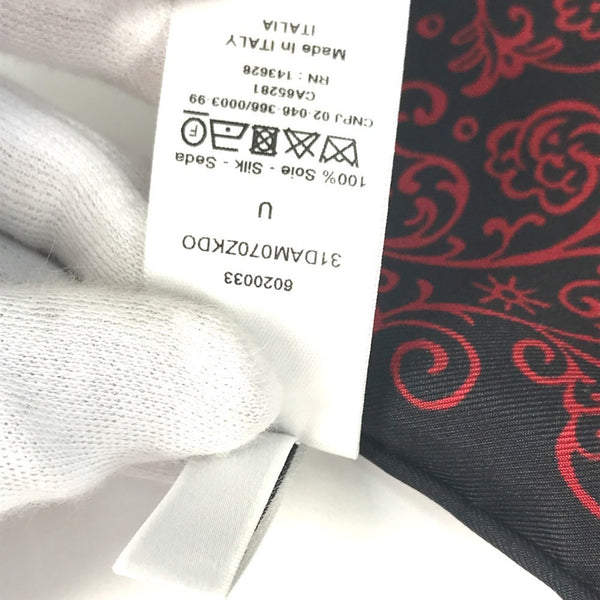 6020033
31DAM070ZKDO
U
100% Soie - Silk - Seda
F
CNPJ 02-046-366/0003-99
CA65281
RN : 143628
Made in ITALY
ITALIA